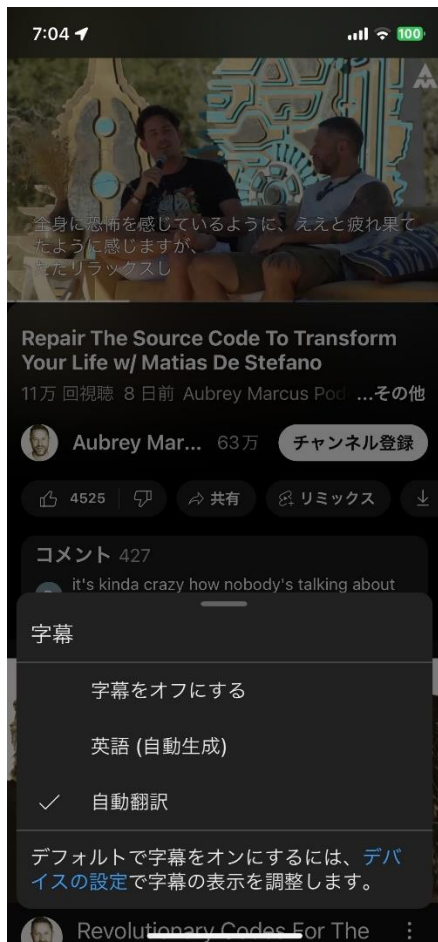 7:04
100
全身に恐怖を感じているように、ええと疲れ果て
たように感じますが、
ただリラックスし
Repair The Source Code To Transform
Your Life w/ Matias De Stefano
11万 回視聴 8 日前 Aubrey Marcus Pod ...その他
Aubrey Mar... 63万 チャンネル登録
4525 共有 リミックス
コメント 427
it's kinda crazy how nobody's talking about
字幕
字幕をオフにする
英語 (自動生成)
自動翻訳
デフォルトで字幕をオンにするには、デバ
イスの設定で字幕の表示を調整します。
Revolutionary Codes For The